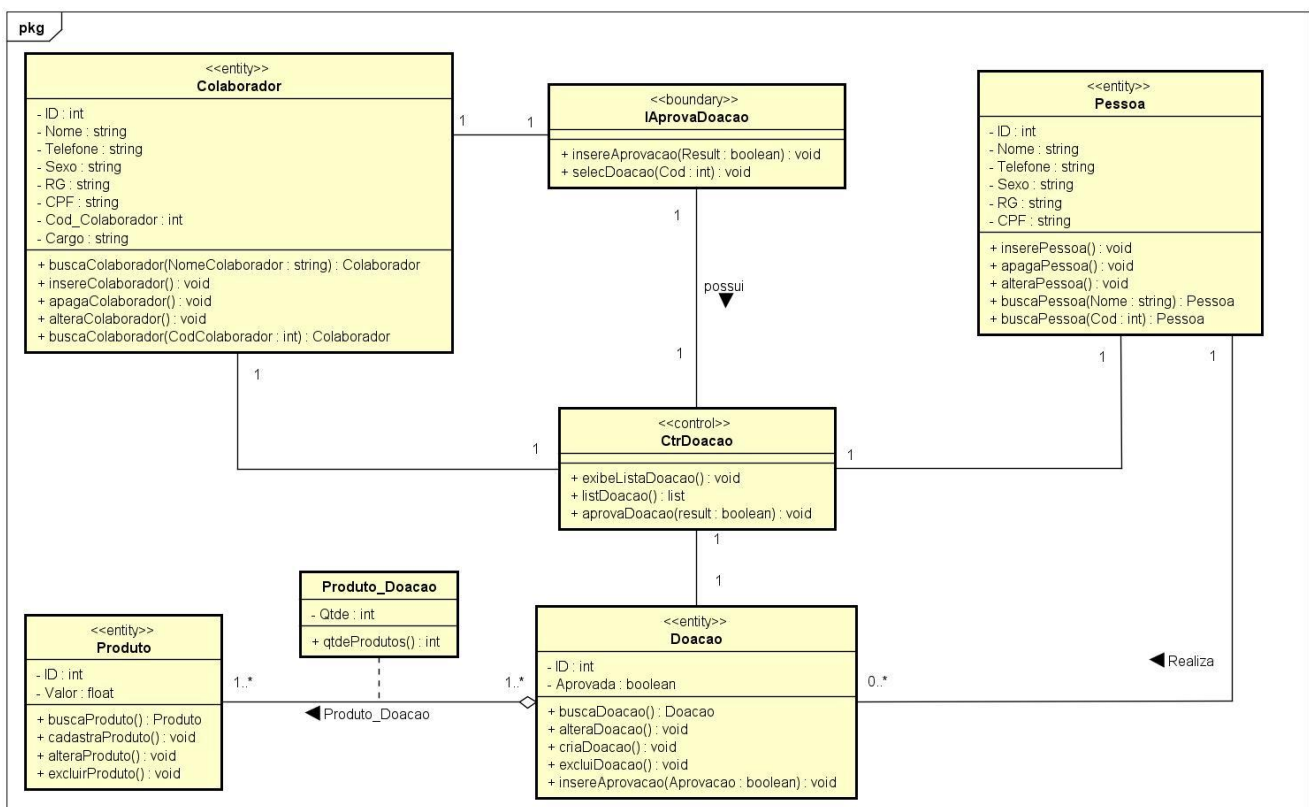 pkg
<<entity>>
Colaborador
- ID : int
- Nome : string
- Telefone : string
- Sexo : string
- RG : string
- CPF : string
- Cod_Colaborador : int
- Cargo : string
+ buscaColaborador(NomeColaborador : string) : Colaborador
+ insereColaborador() : void
+ apagaColaborador() : void
+ alteraColaborador() : void
+ buscaColaborador(CodColaborador : int) : Colaborador
1
1
<<boundary>>
IAprovaDoacao
+ insereAprovacao(Result : boolean) : void
+ selecDoacao(Cod : int) : void
<<entity>>
Pessoa
- ID : int
- Nome : string
- Telefone : string
- Sexo : string
- RG : string
- CPF : string
+ inserePessoa() : void
+ apagaPessoa() : void
+ alteraPessoa() : void
+ buscaPessoa(Nome : string) : Pessoa
+ buscaPessoa(Cod : int) : Pessoa
1
possui
1
1
1
1
1
<<control>>
CtrDoacao
+ exibeListaDoacao() : void
+ listDoacao() : list
+ aprovaDoacao(result : boolean) : void
1
1
1
Produto_Doacao
- Qtde : int
+ qtdeProdutos() : int
<<entity>>
Produto
- ID : int
- Valor : float
+ buscaProduto() : Produto
+ cadastraProduto() : void
+ alteraProduto() : void
+ excluirProduto() : void
1..*
1..*
Produto_Doacao
<<entity>>
Doacao
- ID : int
- Aprovada : boolean
+ buscaDoacao() : Doacao
+ alteraDoacao() : void
+ criaDoacao() : void
+ excluiDoacao() : void
+ insereAprovacao(Aprovacao : boolean) : void
0..*
Realiza